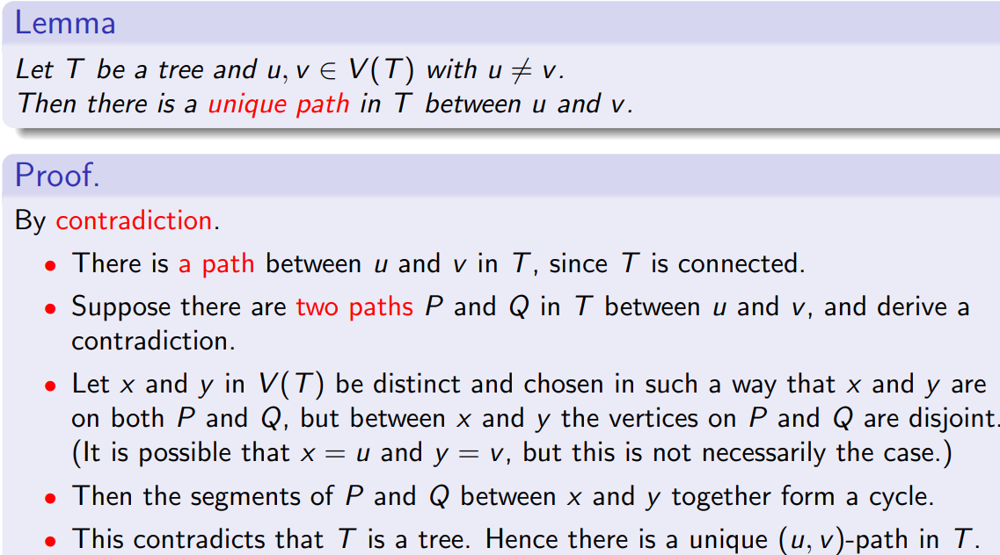 Lemma
Let T be a tree and u, v ∈ V(T) with u ≠ v.
Then there is a unique path in T between u and v.
Proof.
By contradiction.
• There is a path between u and v in T, since T is connected.
• Suppose there are two paths P and Q in T between u and v, and derive a
contradiction.
• Let x and y in V(T) be distinct and chosen in such a way that x and y are
on both P and Q, but between x and y the vertices on P and Q are disjoint.
(It is possible that x = u and y = v, but this is not necessarily the case.)
• Then the segments of P and Q between x and y together form a cycle.
• This contradicts that T is a tree. Hence there is a unique (u, v)-path in T.